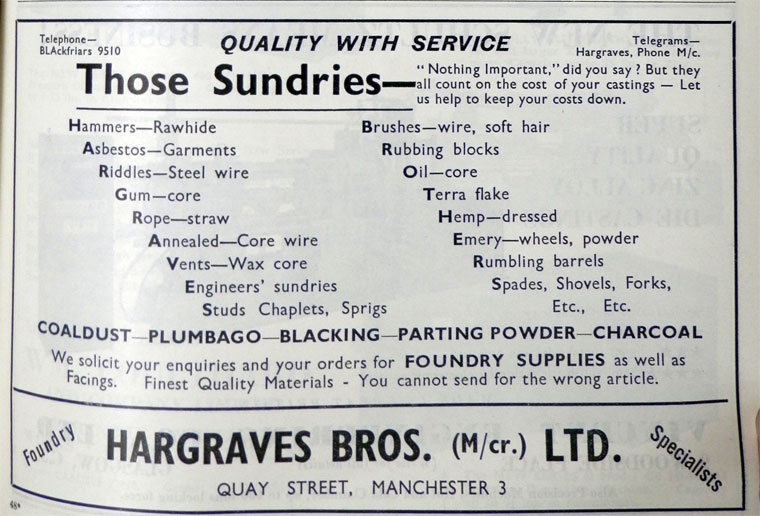 Telephone—
BLAckfriars 9510
QUALITY WITH SERVICE
Telegrams—
Hargraves, Phone M/c.
Those Sundries—
"Nothing Important," did you say? But they
all count on the cost of your castings — Let
us help to keep your costs down.
Hammers—Rawhide
Asbestos—Garments
Riddles—Steel wire
Gum—core
Rope—straw
Annealed—Core wire
Vents—Wax core
Engineers' sundries
Studs Chaplets, Sprigs
Brushes—wire, soft hair
Rubbing blocks
Oil—core
Terra flake
Hemp—dressed
Emery—wheels, powder
Rumbling barrels
Spades, Shovels, Forks,
Etc., Etc.
COALDUST—PLUMBAGO—BLACKING—PARTING POWDER—CHARCOAL
We solicit your enquiries and your orders for FOUNDRY SUPPLIES as well as
Facings. Finest Quality Materials - You cannot send for the wrong article.
Foundry
HARGRAVES BROS. (M/cr.) LTD.
Specialists
QUAY STREET, MANCHESTER 3